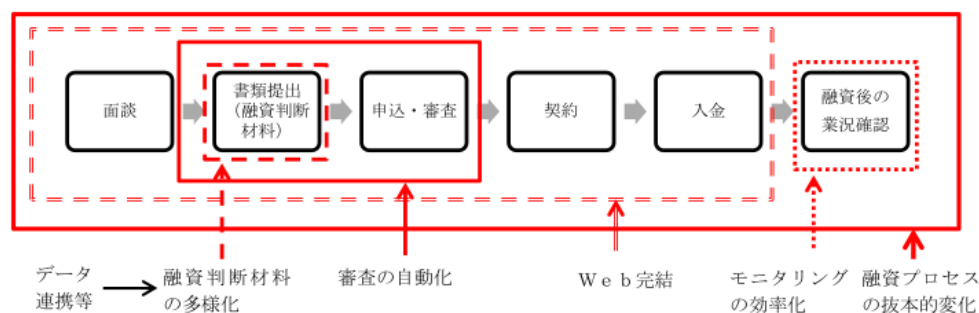 面談
書類提出
（融資判断
材料）
申込・審査
契約
入金
融資後の
業況確認
データ
連携等
融資判断材料
の多様化
審査の自動化
Ｗｅｂ完結
モニタリング
の効率化
融資プロセス
の抜本的変化